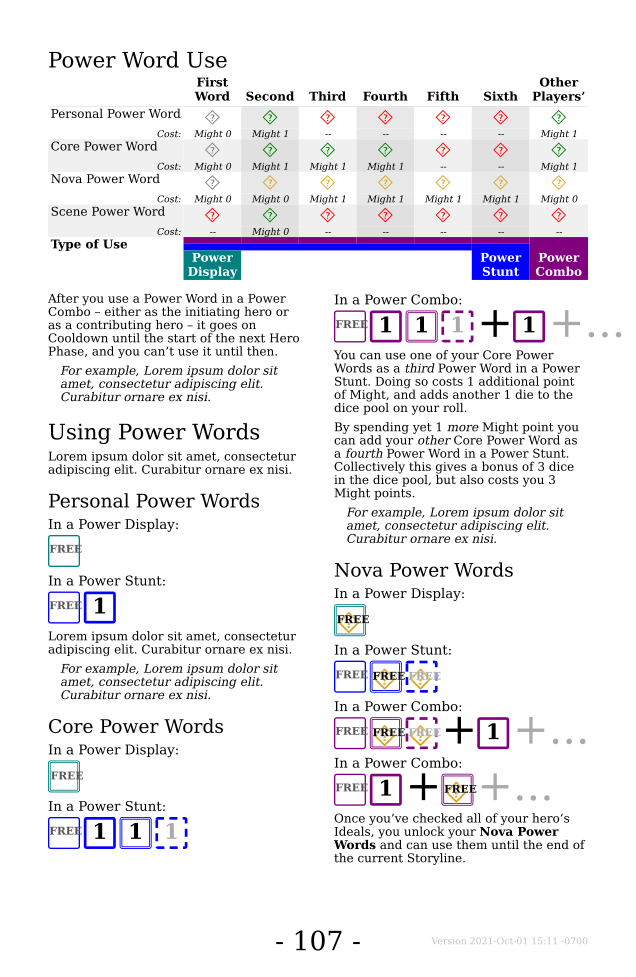 Power Word Use
First Word Second Third Fourth Fifth Sixth Other Players’
Personal Power Word ? ? ? ? ? ? ?
Cost: Might 0 Might 1 -- -- -- -- Might 1
Core Power Word ? ? ? ? ? ? ?
Cost: Might 0 Might 1 Might 1 Might 1 -- -- Might 1
Nova Power Word ? ? ? ? ? ? ?
Cost: Might 0 Might 0 Might 1 Might 1 Might 1 Might 1 Might 0
Scene Power Word ? ? ? ? ? ? ?
Cost: -- Might 0 -- -- -- -- --
Type of Use
Power Display Power Stunt Power Combo
After you use a Power Word in a Power
Combo – either as the initiating hero or
as a contributing hero – it goes on
Cooldown until the start of the next Hero
Phase, and you can’t use it until then.
For example, Lorem ipsum dolor sit
amet, consectetur adipiscing elit.
Curabitur ornare ex nisi.
Using Power Words
Lorem ipsum dolor sit amet, consectetur
adipiscing elit. Curabitur ornare ex nisi.
Personal Power Words
In a Power Display:
FREE
In a Power Stunt:
FREE 1
Lorem ipsum dolor sit amet, consectetur
adipiscing elit. Curabitur ornare ex nisi.
For example, Lorem ipsum dolor sit
amet, consectetur adipiscing elit.
Curabitur ornare ex nisi.
Core Power Words
In a Power Display:
FREE
In a Power Stunt:
FREE 1 1 1
In a Power Combo:
FREE 1 1 1 + 1 + ...
You can use one of your Core Power
Words as a third Power Word in a Power
Stunt. Doing so costs 1 additional point
of Might, and adds another 1 die to the
dice pool on your roll.
By spending yet 1 more Might point you
can add your other Core Power Word as
a fourth Power Word in a Power Stunt.
Collectively this gives a bonus of 3 dice
in the dice pool, but also costs you 3
Might points.
For example, Lorem ipsum dolor sit
amet, consectetur adipiscing elit.
Curabitur ornare ex nisi.
Nova Power Words
In a Power Display:
FREE
In a Power Stunt:
FREE FREE FREE
In a Power Combo:
FREE FREE FREE + 1 + ...
In a Power Combo:
FREE 1 + FREE + ...
Once you’ve checked all of your hero’s
Ideals, you unlock your Nova Power
Words and can use them until the end of
the current Storyline.
- 107 -
Version 2021-Oct-01 15:11 -0700